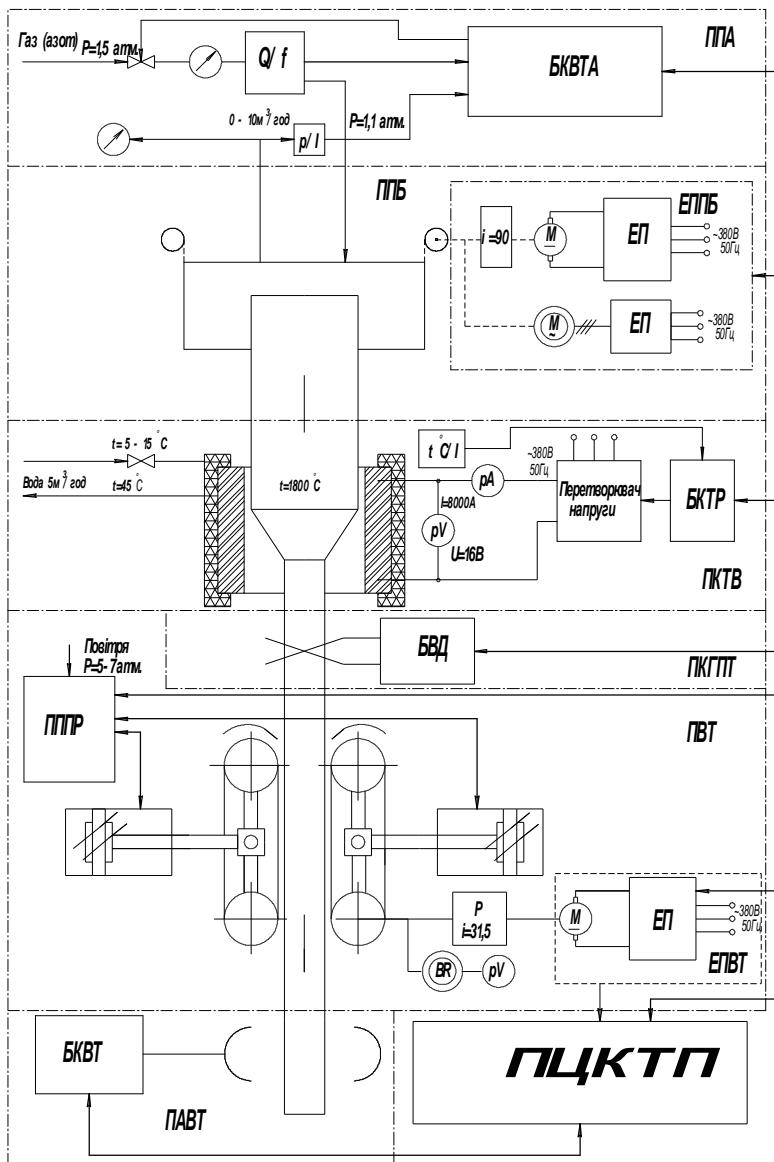 Газ (азот)
P=1,5 атм.
Q/ f
БКВТА
ППА
0 - 10м³/год
p/ I
P=1,1 атм.
ППБ
ЕППБ
i =90
M
ЕП
~380В
50Гц
M
~
ЕП
~380В
50Гц
t= 5 - 15 °C
Вода 5м³/ год
t=45°C
t=1800°C
t °C/ I
~380В
50Гц
pA
I=8000A
pV
U=16В
Перетворювач
напруги
БКТР
ПКТВ
Повітря
P=5- 7атм.
БВД
ПКГПТ
ПППР
ПВТ
P
i=31,5
M
ЕП
~380В
50Гц
BR
pV
ЕПВТ
БКВТ
ПАВТ
ПЦКТП